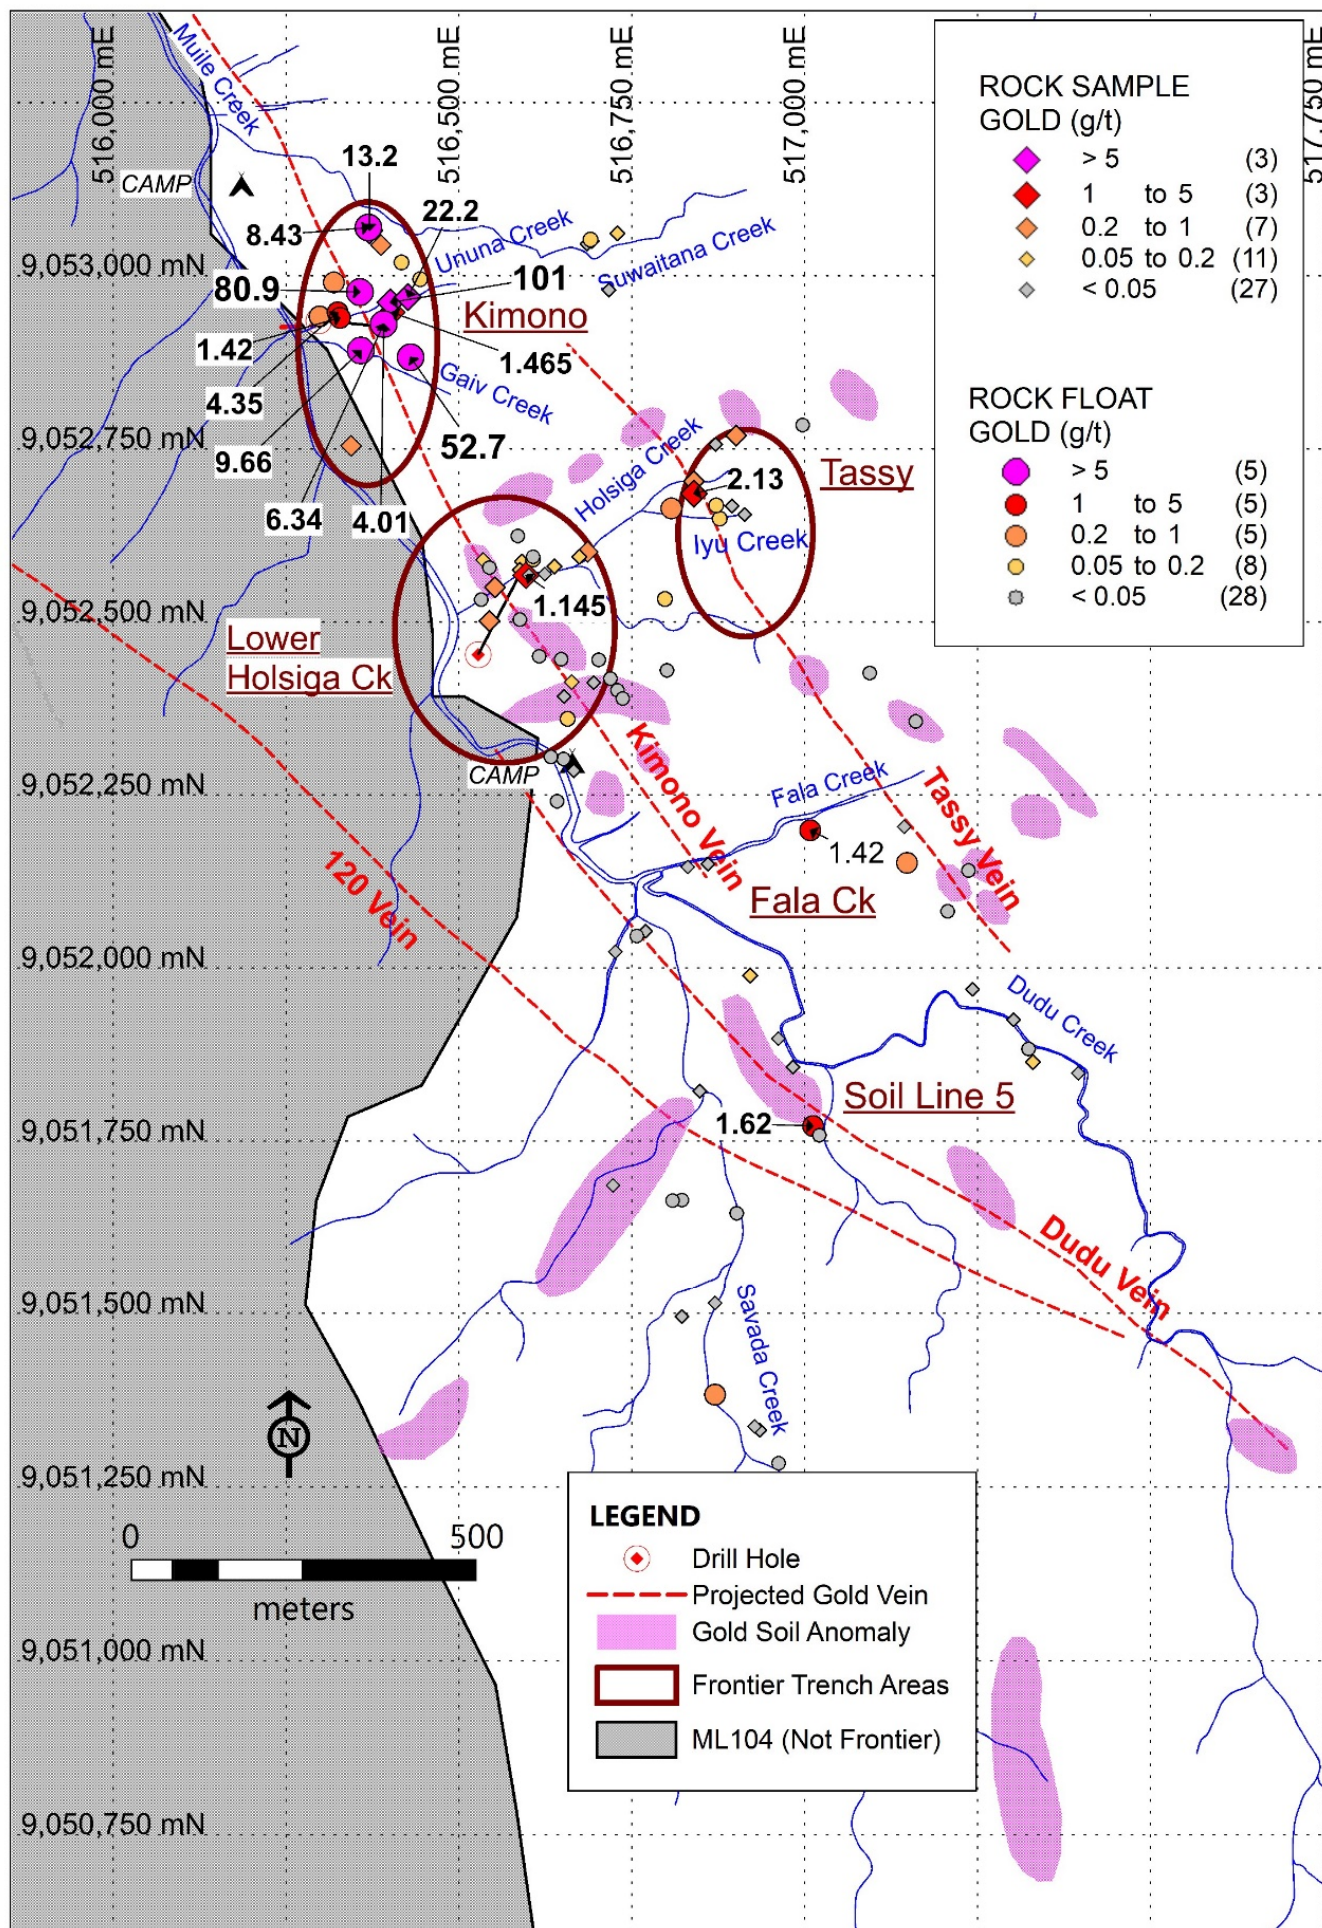 516,000 mE
516,500 mE
516,750 mE
517,000 mE
517,750 mE
ROCK SAMPLE
GOLD (g/t)
> 5 (3)
1 to 5 (3)
0.2 to 1 (7)
0.05 to 0.2 (11)
< 0.05 (27)
ROCK FLOAT
GOLD (g/t)
> 5 (5)
1 to 5 (5)
0.2 to 1 (5)
0.05 to 0.2 (8)
< 0.05 (28)
Muile Creek
CAMP
13.2
8.43
22.2
Ununa Creek
Suwaitana Creek
9,053,000 mN
80.9
101
Kimono
1.42
1.465
4.35
Gaiv Creek
9,052,750 mN
9.66
52.7
6.34
4.01
Holsiga Creek
Tassy
2.13
Iyu Creek
9,052,500 mN
1.145
Lower
Holsiga Ck
CAMP
Kimono Vein
9,052,250 mN
Fala Creek
Tassy Vein
1.42
120 Vein
Fala Ck
9,052,000 mN
Dudu Creek
Soil Line 5
1.62
9,051,750 mN
Dudu Vein
9,051,500 mN
Savada Creek
N
9,051,250 mN
0 500
meters
LEGEND
Drill Hole
Projected Gold Vein
Gold Soil Anomaly
Frontier Trench Areas
ML104 (Not Frontier)
9,051,000 mN
9,050,750 mN